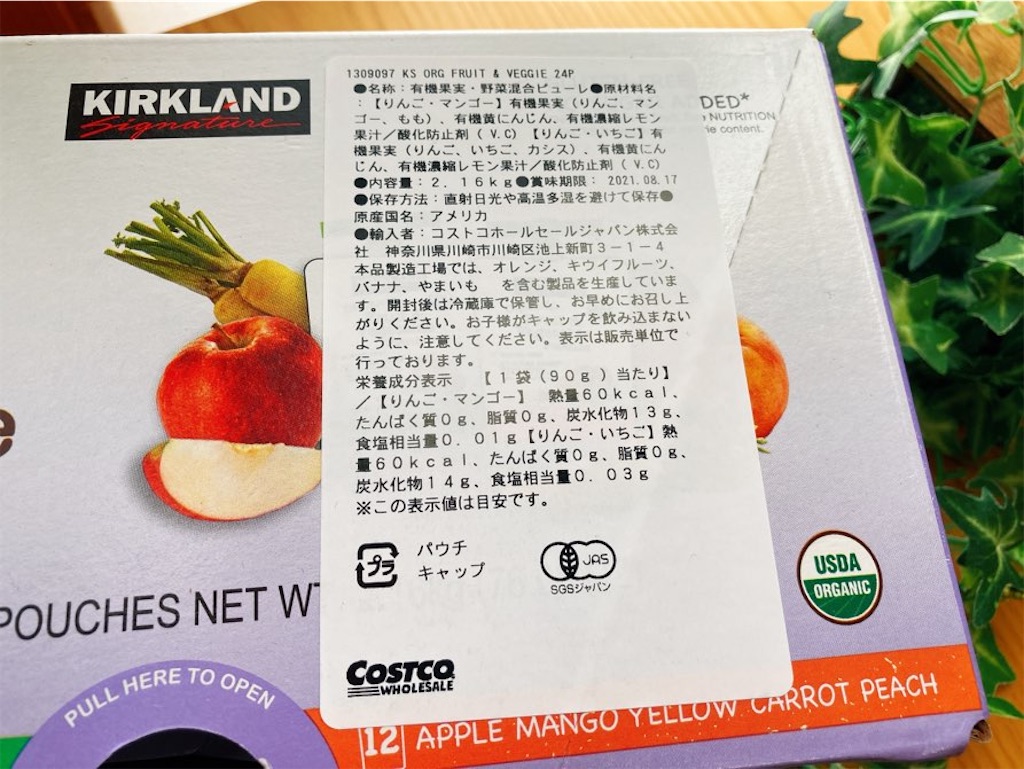 KIRKLAND
Signature
1309097 KS ORG FRUIT & VEGGIE 24P
●名称：有機果実・野菜混合ピューレ●原材料名
：【りんご・マンゴー】有機果実（りんご、マン
ゴー、もも）、有機黄にんじん、有機濃縮レモン
果汁／酸化防止剤（V.C）【りんご・いちご】有
機果実（りんご、いちご、カシス）、有機黄にん
じん、有機濃縮レモン果汁／酸化防止剤（V.C)
●内容量：２．１６ｋｇ●賞味期限： 2021.08.17
●保存方法：直射日光や高温多湿を避けて保存●
原産国名：アメリカ
●輸入者：コストコホールセールジャパン株式会
社　神奈川県川崎市川崎区池上新町３－１－４
本品製造工場では、オレンジ、キウイフルーツ、
バナナ、やまいも　を含む製品を生産していま
す。開封後は冷蔵庫で保管し、お早めにお召し上
がりください。お子様がキャップを飲み込まない
ように、注意してください。表示は販売単位で
行っております。
栄養成分表示　【１袋（９０ｇ）当たり】
／【りんご・マンゴー】　熱量６０ｋｃａｌ、
たんぱく質０ｇ、脂質０ｇ、炭水化物１３ｇ、
食塩相当量０．０１ｇ【りんご・いちご】熱
量６０ｋｃａｌ、たんぱく質０ｇ、脂質０ｇ、
炭水化物１４ｇ、食塩相当量０．０３ｇ
※この表示値は目安です。
プラ
パウチ
キャップ
JAS
SGSジャパン
COSTCO
WHOLESALE
DED*
NUTRITION
content.
USDA
ORGANIC
POUCHES NET WT
PULL HERE TO OPEN
12 APPLE MANGO YELLOW CARROT PEACH